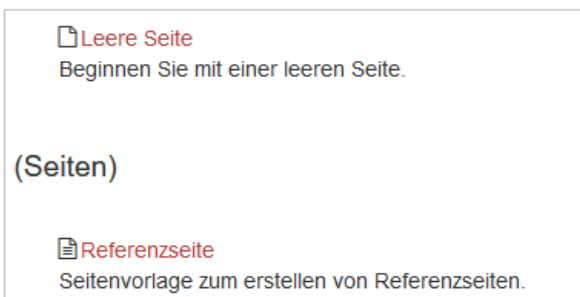 Leere Seite
Beginnen Sie mit einer leeren Seite.
(Seiten)
Referenzseite
Seitenvorlage zum erstellen von Referenzseiten.